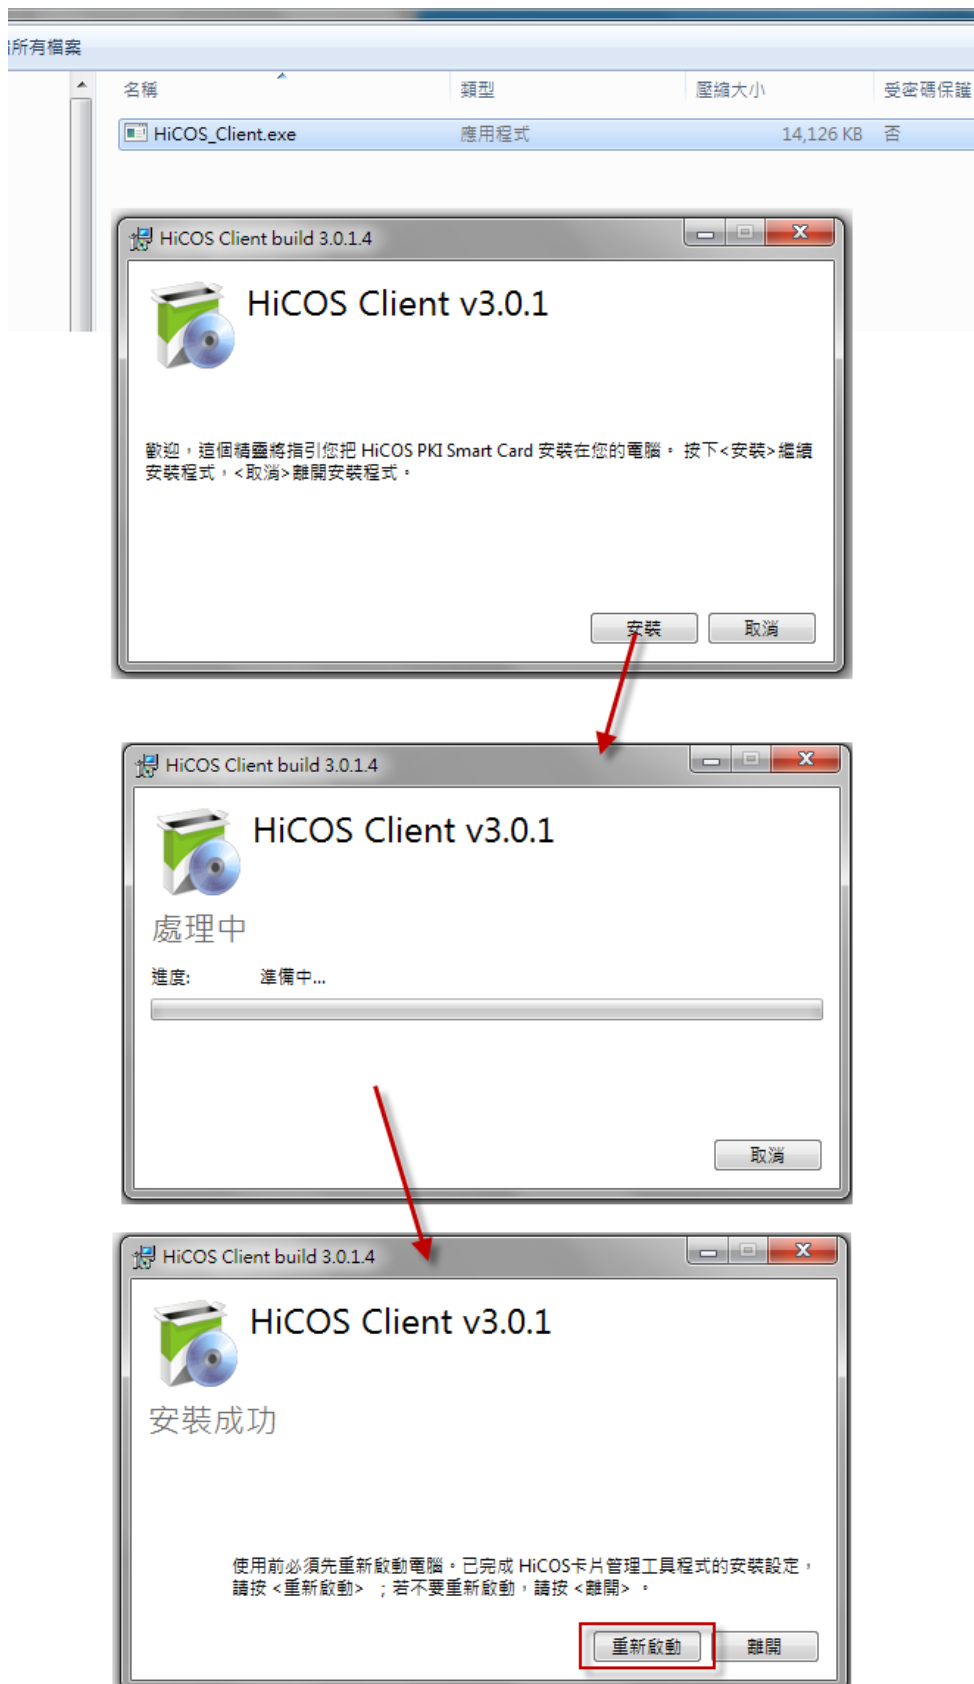 所有檔案
名稱 類型 壓縮大小 受密碼保護
HiCOS_Client.exe 應用程式 14,126 KB 否
HiCOS Client build 3.0.1.4
HiCOS Client v3.0.1
歡迎，這個精靈將指引您把 HiCOS PKI Smart Card 安裝在您的電腦。 按下<安裝>繼續
安裝程式，<取消>離開安裝程式。
安裝 取消
HiCOS Client build 3.0.1.4
HiCOS Client v3.0.1
處理中
進度: 準備中...
取消
HiCOS Client build 3.0.1.4
HiCOS Client v3.0.1
安裝成功
使用前必須先重新啟動電腦。已完成 HiCOS卡片管理工具程式的安裝設定，
請按 <重新啟動> ；若不要重新啟動，請按 <離開> 。
重新啟動 離開